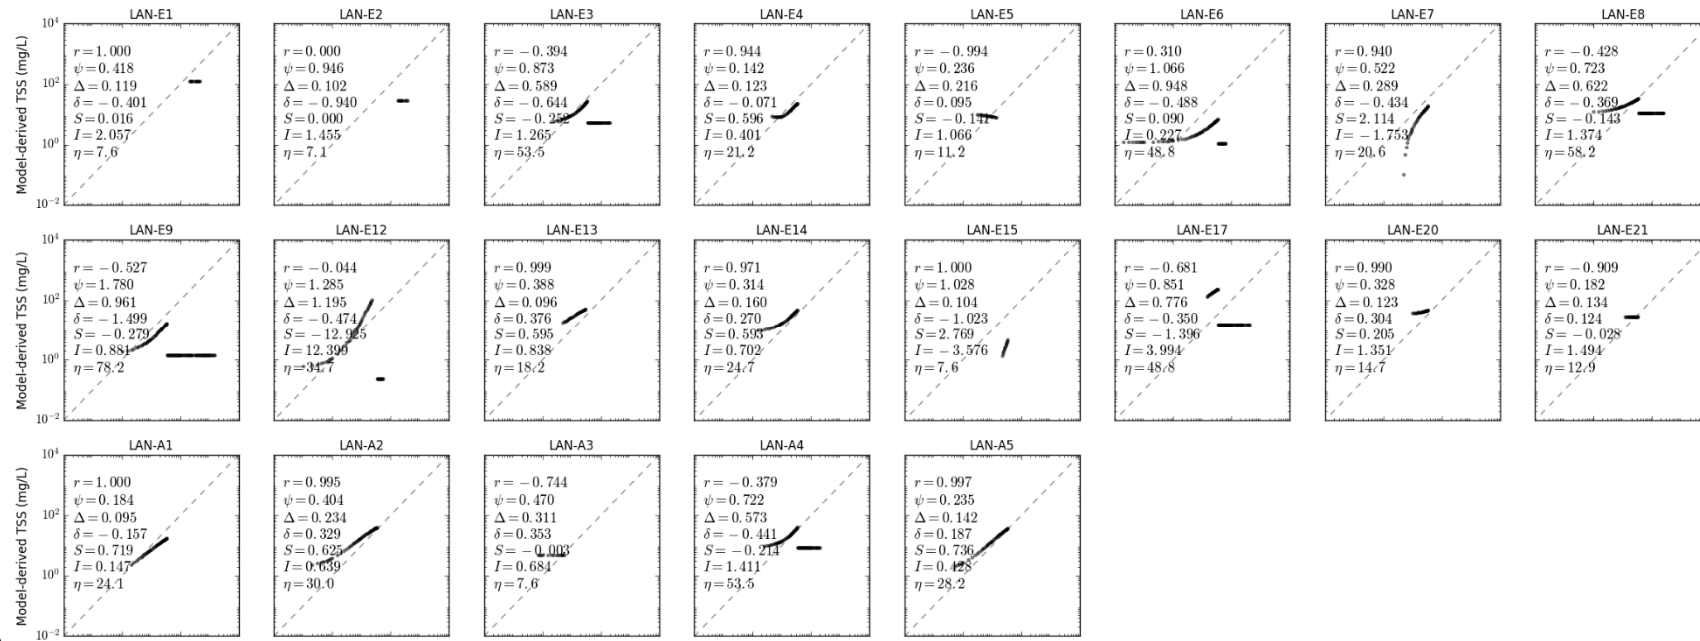 LAN-E1 LAN-E2 LAN-E3 LAN-E4 LAN-E5 LAN-E6 LAN-E7 LAN-E8
Model-derived TSS (mg/L)
10⁴
10²
10⁰
10⁻²
r = 1.000
ψ = 0.418
Δ = 0.119
δ = −0.401
S = 0.016
I = 2.057
η = 7.6
r = 0.000
ψ = 0.946
Δ = 0.102
δ = −0.940
S = 0.000
I = 1.455
η = 7.1
r = −0.394
ψ = 0.873
Δ = 0.589
δ = −0.644
S = −0.252
I = 1.265
η = 53.5
r = 0.944
ψ = 0.142
Δ = 0.123
δ = −0.071
S = 0.596
I = 0.401
η = 21.2
r = −0.994
ψ = 0.236
Δ = 0.216
δ = 0.095
S = −0.141
I = 1.066
η = 11.2
r = 0.310
ψ = 1.066
Δ = 0.948
δ = −0.488
S = 0.090
I = 0.227
η = 48.8
r = 0.940
ψ = 0.522
Δ = 0.289
δ = −0.434
S = 2.114
I = −1.753
η = 20.6
r = −0.428
ψ = 0.723
Δ = 0.622
δ = −0.369
S = −0.143
I = 1.374
η = 58.2
LAN-E9 LAN-E12 LAN-E13 LAN-E14 LAN-E15 LAN-E17 LAN-E20 LAN-E21
Model-derived TSS (mg/L)
10⁴
10²
10⁰
10⁻²
r = −0.527
ψ = 1.780
Δ = 0.961
δ = −1.499
S = −0.279
I = 0.881
η = 78.2
r = −0.044
ψ = 1.285
Δ = 1.195
δ = −0.474
S = −12.925
I = 12.399
η = 34.7
r = 0.999
ψ = 0.388
Δ = 0.096
δ = 0.376
S = 0.595
I = 0.838
η = 18.2
r = 0.971
ψ = 0.314
Δ = 0.160
δ = 0.270
S = 0.593
I = 0.702
η = 24.7
r = 1.000
ψ = 1.028
Δ = 0.104
δ = −1.023
S = 2.769
I = −3.576
η = 7.6
r = −0.681
ψ = 0.851
Δ = 0.776
δ = −0.350
S = −1.396
I = 3.994
η = 48.8
r = 0.990
ψ = 0.328
Δ = 0.123
δ = 0.304
S = 0.205
I = 1.351
η = 14.7
r = −0.909
ψ = 0.182
Δ = 0.134
δ = 0.124
S = −0.028
I = 1.494
η = 12.9
LAN-A1 LAN-A2 LAN-A3 LAN-A4 LAN-A5
Model-derived TSS (mg/L)
10⁴
10²
10⁰
10⁻²
r = 1.000
ψ = 0.184
Δ = 0.095
δ = −0.157
S = 0.719
I = 0.147
η = 24.1
r = 0.995
ψ = 0.404
Δ = 0.234
δ = 0.329
S = 0.625
I = 0.639
η = 30.0
r = −0.744
ψ = 0.470
Δ = 0.311
δ = 0.353
S = −0.003
I = 0.684
η = 7.6
r = −0.379
ψ = 0.722
Δ = 0.573
δ = −0.441
S = −0.214
I = 1.411
η = 53.5
r = 0.997
ψ = 0.235
Δ = 0.142
δ = 0.187
S = 0.736
I = 0.428
η = 28.2